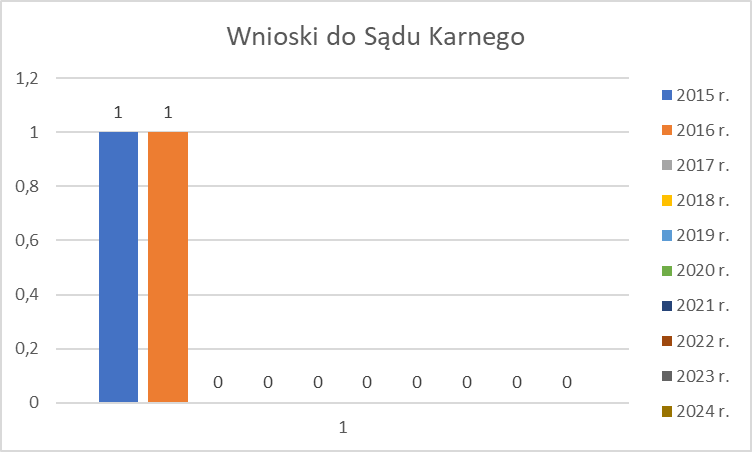 Wnioski do Sądu Karnego
1,2
1
0,8
0,6
0,4
0,2
0
1 1 0 0 0 0 0 0 0 0
1
2015 r.
2016 r.
2017 r.
2018 r.
2019 r.
2020 r.
2021 r.
2022 r.
2023 r.
2024 r.